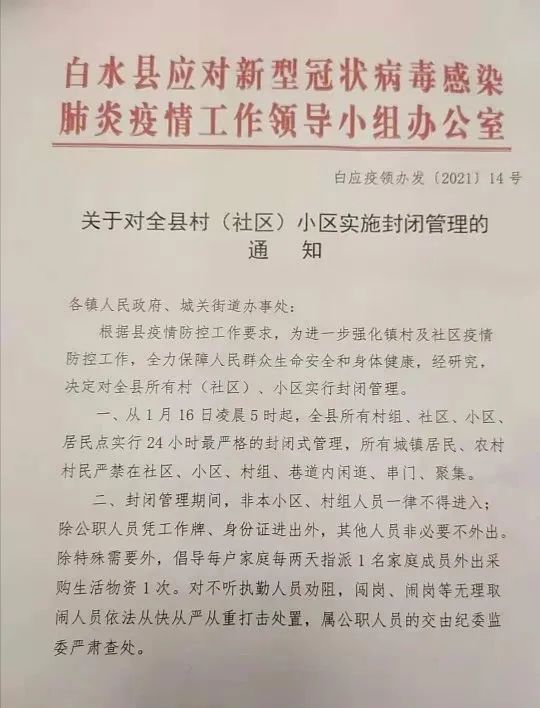 白水县应对新型冠状病毒感染
肺炎疫情工作领导小组办公室
白应疫领办发〔2021〕14号
关于对全县村（社区）小区实施封闭管理的
通 知
各镇人民政府、城关街道办事处：
根据县疫情防控工作要求，为进一步强化镇村及社区疫情
防控工作，全力保障人民群众生命安全和身体健康，经研究，
决定对全县所有村（社区）、小区实行封闭管理。
一、从1月16日凌晨5时起，全县所有村组、社区、小区、
居民点实行24小时最严格的封闭式管理，所有城镇居民、农村
村民严禁在社区、小区、村组、巷道内闲逛、串门、聚集。
二、封闭管理期间，非本小区、村组人员一律不得进入；
除公职人员凭工作牌、身份证进出外，其他人员非必要不外出。
除特殊需要外，倡导每户家庭每两天指派1名家庭成员外出采
购生活物资1次。对不听执勤人员劝阻，闯岗、闹岗等无理取
闹人员依法从快从严从重打击处置，属公职人员的交由纪委监
委严肃查处。